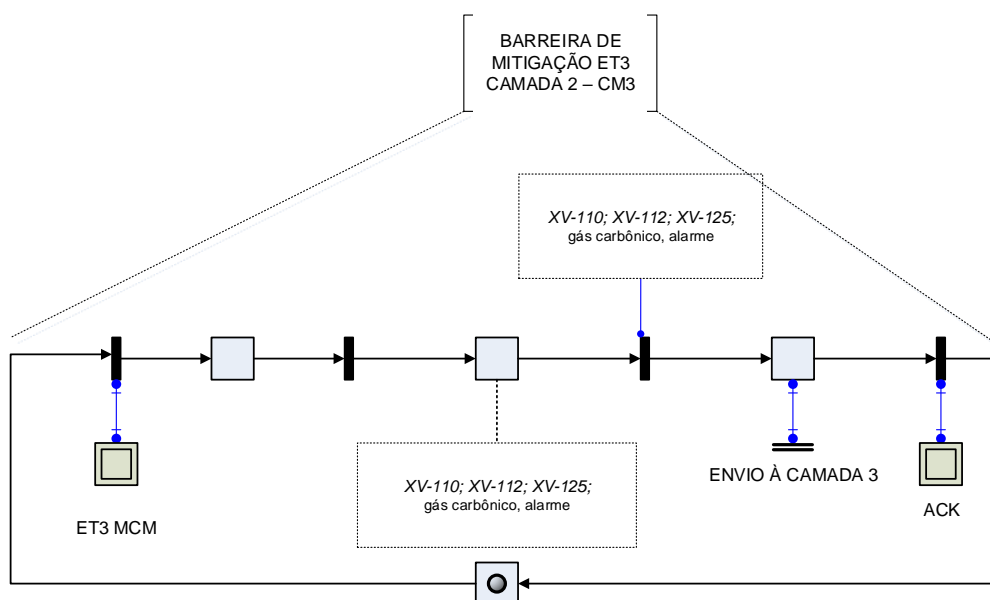 BARREIRA DE
MITIGAÇÃO ET3
CAMADA 2 – CM3
XV-110; XV-112; XV-125;
gás carbônico, alarme
XV-110; XV-112; XV-125;
gás carbônico, alarme
ET3 MCM
ENVIO À CAMADA 3
ACK